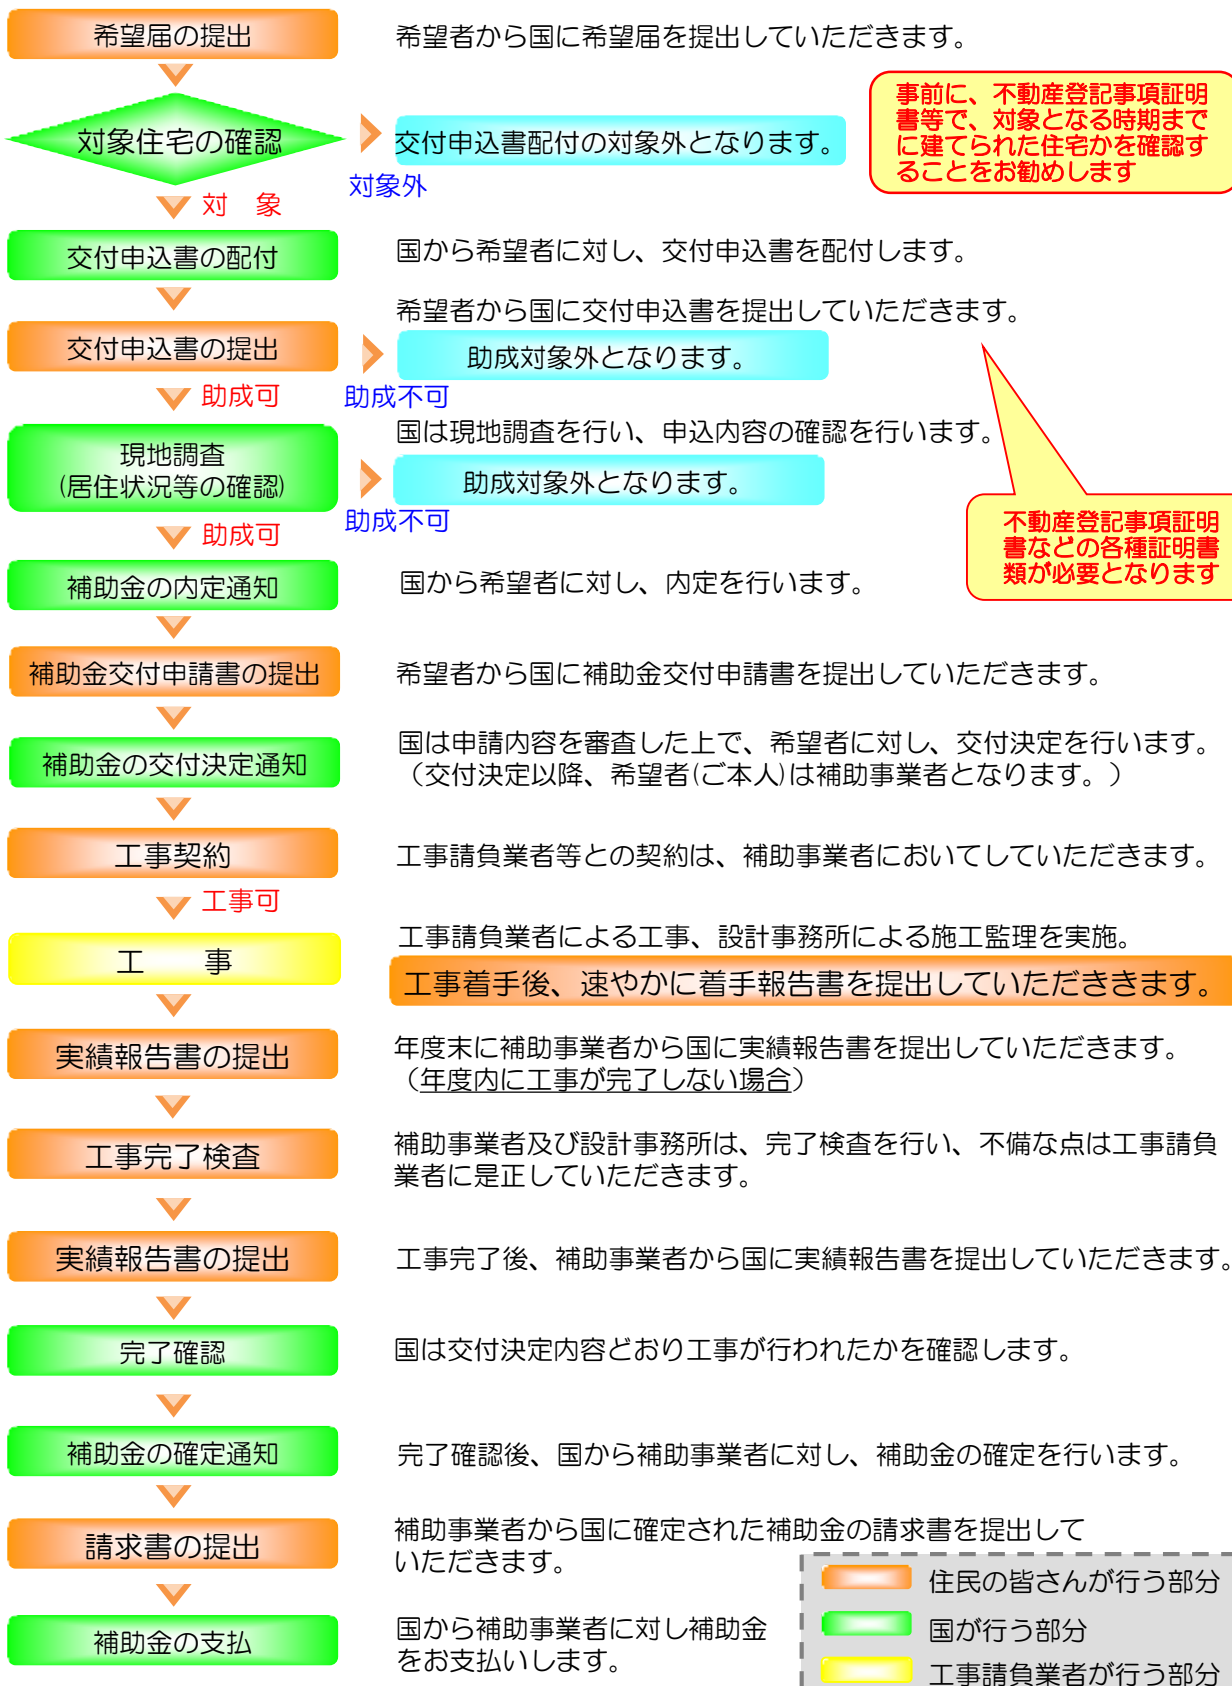 希望届の提出
希望者から国に希望届を提出していただきます。
事前に、不動産登記事項証明
書等で、対象となる時期まで
に建てられた住宅かを確認す
ることをお勧めします
対象住宅の確認
交付申込書配付の対象外となります。
対象外
対　象
交付申込書の配付
国から希望者に対し、交付申込書を配付します。
希望者から国に交付申込書を提出していただきます。
交付申込書の提出
助成対象外となります。
助成可
助成不可
国は現地調査を行い、申込内容の確認を行います。
現地調査
(居住状況等の確認)
助成対象外となります。
助成不可
助成可
不動産登記事項証明
書などの各種証明書
類が必要となります
補助金の内定通知
国から希望者に対し、内定を行います。
補助金交付申請書の提出
希望者から国に補助金交付申請書を提出していただきます。
補助金の交付決定通知
国は申請内容を審査した上で、希望者に対し、交付決定を行います。
（交付決定以降、希望者(ご本人)は補助事業者となります。）
工事契約
工事請負業者等との契約は、補助事業者においてしていただきます。
工事可
工　事
工事請負業者による工事、設計事務所による施工監理を実施。
工事着手後、速やかに着手報告書を提出していただききます。
実績報告書の提出
年度末に補助事業者から国に実績報告書を提出していただきます。
（年度内に工事が完了しない場合）
工事完了検査
補助事業者及び設計事務所は、完了検査を行い、不備な点は工事請負
業者に是正していただきます。
実績報告書の提出
工事完了後、補助事業者から国に実績報告書を提出していただきます。
完了確認
国は交付決定内容どおり工事が行われたかを確認します。
補助金の確定通知
完了確認後、国から補助事業者に対し、補助金の確定を行います。
請求書の提出
補助事業者から国に確定された補助金の請求書を提出して
いただきます。
補助金の支払
国から補助事業者に対し補助金
をお支払いします。
住民の皆さんが行う部分
国が行う部分
工事請負業者が行う部分